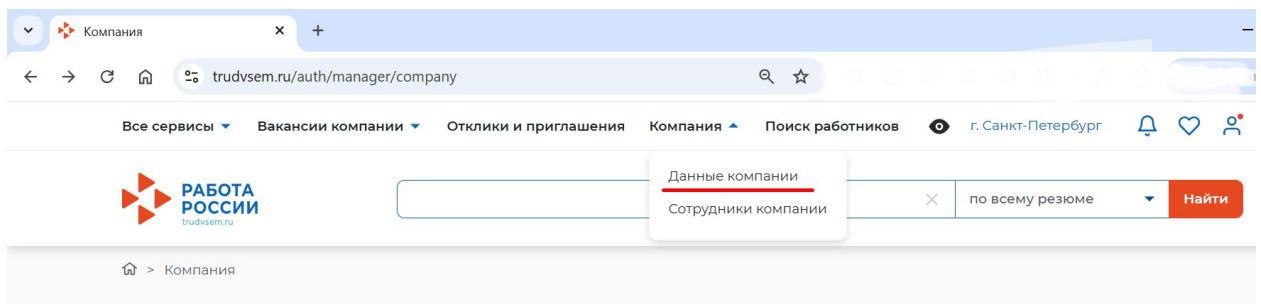 Компания
trudvsem.ru/auth/manager/company
Все сервисы Вакансии компании Отклики и приглашения Компания Поиск работников г. Санкт-Петербург
Данные компании
Сотрудники компании
РАБОТА
РОССИИ
trudvsem.ru
по всему резюме Найти
> Компания